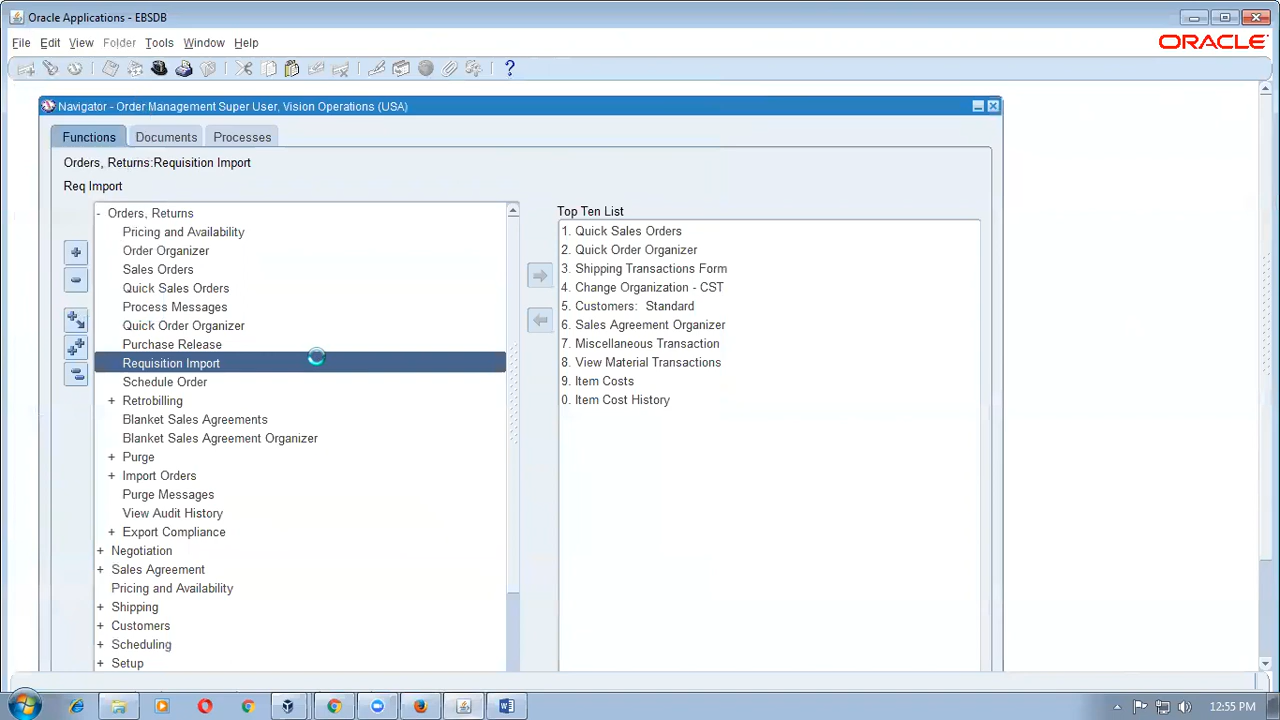 Oracle Applications - EBSDB
File Edit View Folder Tools Window Help
ORACLE
Navigator - Order Management Super User, Vision Operations (USA)
Functions Documents Processes
Orders, Returns:Requisition Import
Req Import
- Orders, Returns
Pricing and Availability
Order Organizer
Sales Orders
Quick Sales Orders
Process Messages
Quick Order Organizer
Purchase Release
Requisition Import
Schedule Order
+ Retrobilling
Blanket Sales Agreements
Blanket Sales Agreement Organizer
+ Purge
+ Import Orders
Purge Messages
View Audit History
+ Export Compliance
+ Negotiation
+ Sales Agreement
Pricing and Availability
+ Shipping
+ Customers
+ Scheduling
+ Setup
Top Ten List
1. Quick Sales Orders
2. Quick Order Organizer
3. Shipping Transactions Form
4. Change Organization - CST
5. Customers: Standard
6. Sales Agreement Organizer
7. Miscellaneous Transaction
8. View Material Transactions
9. Item Costs
0. Item Cost History
12:55 PM